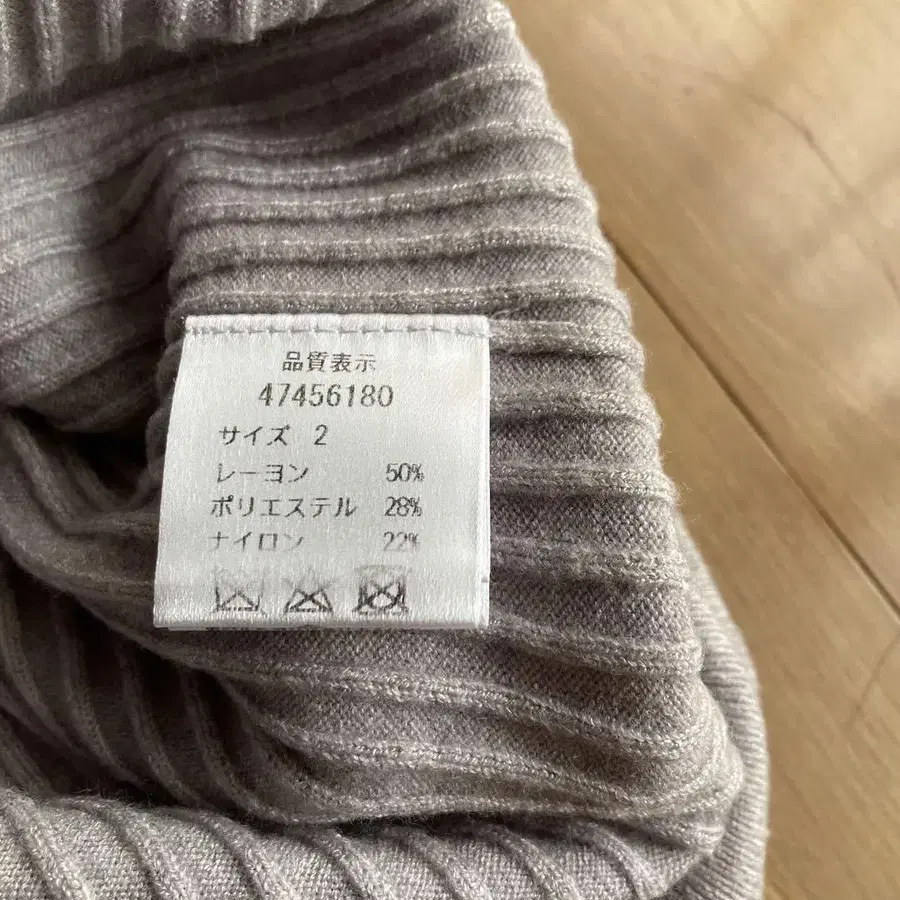 品質表示
47456180
サイズ 2
レーヨン 50%
ポリエステル 28%
ナイロン 22%